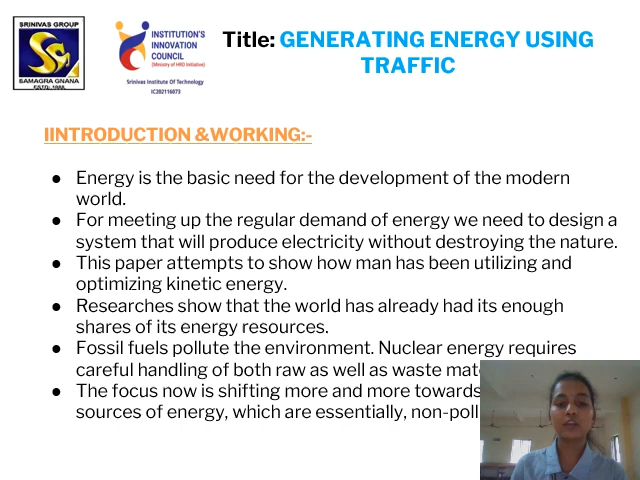 SRINIVAS GROUP
SAMAGRA GNANA
ESTD. 1988
INSTITUTION'S
INNOVATION
COUNCIL
(Ministry of HRD Initiative)
Srinivas Institute Of Technology
IC202116073
Title: GENERATING ENERGY USING
TRAFFIC
IINTRODUCTION &WORKING:-
● Energy is the basic need for the development of the modern
world.
● For meeting up the regular demand of energy we need to design a
system that will produce electricity without destroying the nature.
● This paper attempts to show how man has been utilizing and
optimizing kinetic energy.
● Researches show that the world has already had its enough
shares of its energy resources.
● Fossil fuels pollute the environment. Nuclear energy requires
careful handling of both raw as well as waste
● The focus now is shifting more and more towards
sources of energy, which are essentially,